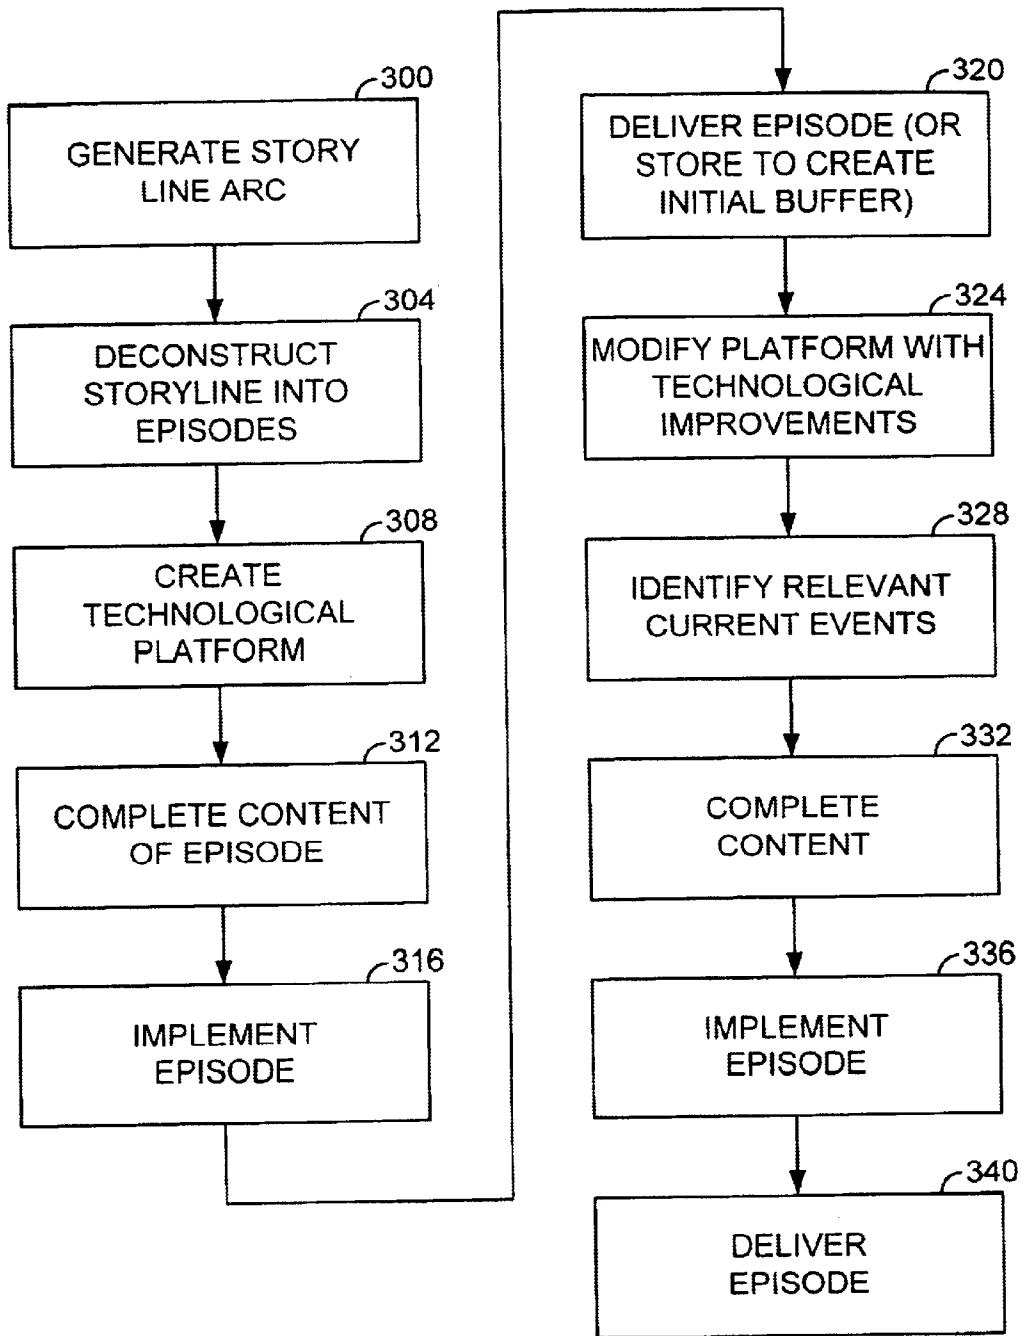 300
GENERATE STORY
LINE ARC
304
DECONSTRUCT
STORYLINE INTO
EPISODES
308
CREATE
TECHNOLOGICAL
PLATFORM
312
COMPLETE CONTENT
OF EPISODE
316
IMPLEMENT
EPISODE
320
DELIVER EPISODE (OR
STORE TO CREATE
INITIAL BUFFER)
324
MODIFY PLATFORM WITH
TECHNOLOGICAL
IMPROVEMENTS
328
IDENTIFY RELEVANT
CURRENT EVENTS
332
COMPLETE
CONTENT
336
IMPLEMENT
EPISODE
340
DELIVER
EPISODE